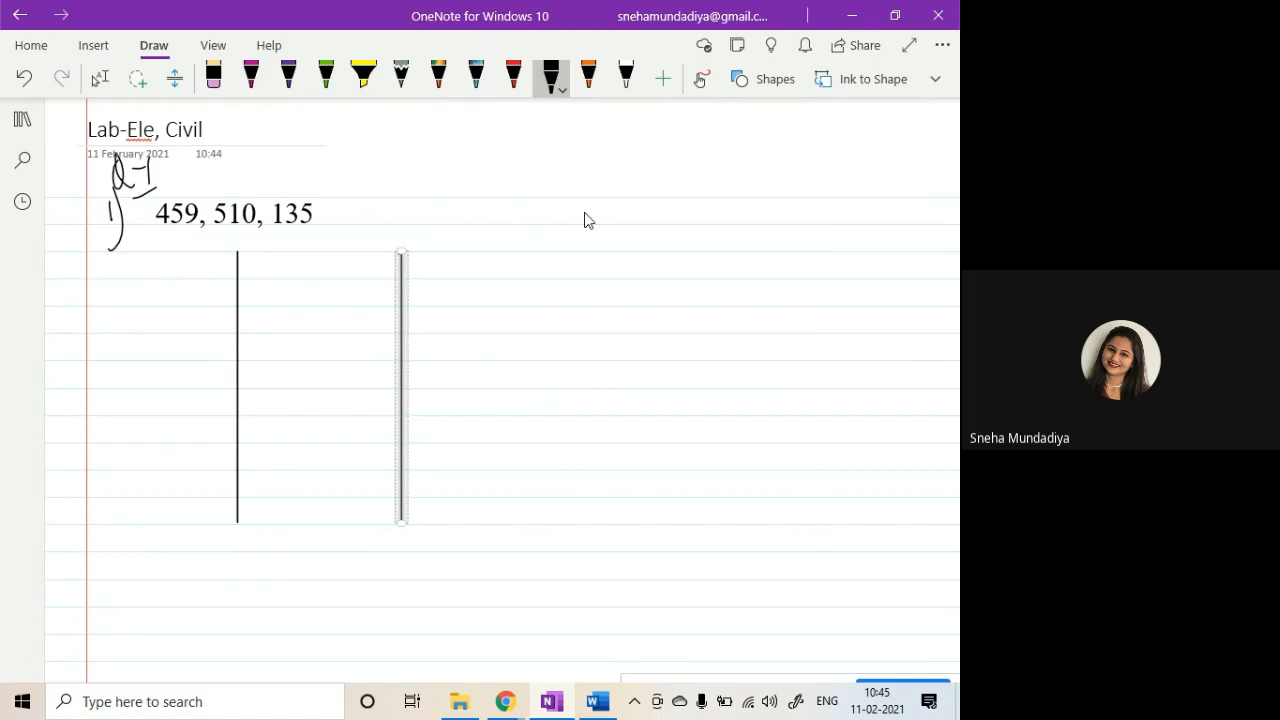 OneNote for Windows 10
snehamundadiya@gmail.c...
Home Insert Draw View Help
Share
Shapes
Ink to Shape
Lab-Ele, Civil
11 February 2021 10:44
1) 459, 510, 135
Sneha Mundadiya
Type here to search
ENG
10:45
11-02-2021